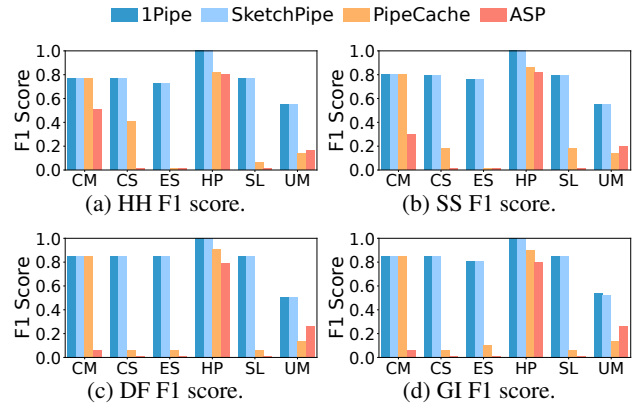 1Pipe SketchPipe PipeCache ASP
F1 Score
1.0
0.8
0.6
0.4
0.2
0.0
CM CS ES HP SL UM
(a) HH F1 score.
F1 Score
1.0
0.8
0.6
0.4
0.2
0.0
CM CS ES HP SL UM
(b) SS F1 score.
F1 Score
1.0
0.8
0.6
0.4
0.2
0.0
CM CS ES HP SL UM
(c) DF F1 score.
F1 Score
1.0
0.8
0.6
0.4
0.2
0.0
CM CS ES HP SL UM
(d) GI F1 score.